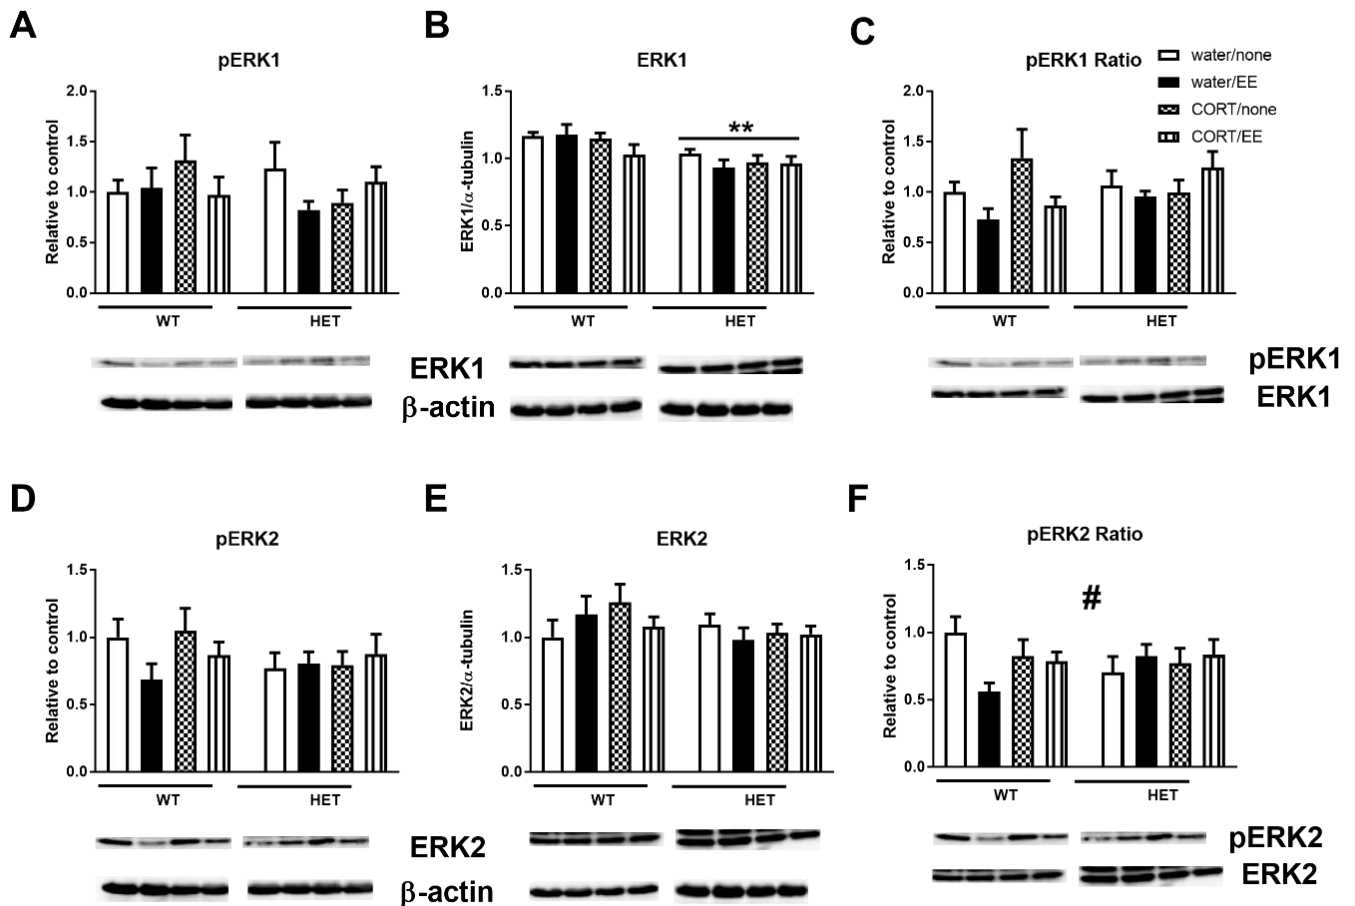 A
B
C
pERK1
ERK1
pERK1 Ratio
water/none
water/EE
CORT/none
CORT/EE
Relative to control
2.0
1.5
1.0
0.5
0.0
WT
HET
ERK1/α-tubulin
1.5
1.0
0.5
0.0
**
WT
HET
Relative to control
2.0
1.5
1.0
0.5
0.0
WT
HET
ERK1
β-actin
pERK1
ERK1
D
E
F
pERK2
ERK2
pERK2 Ratio
Relative to control
1.5
1.0
0.5
0.0
WT
HET
ERK2/α-tubulin
1.5
1.0
0.5
0.0
WT
HET
Relative to control
1.5
1.0
0.5
0.0
#
WT
HET
ERK2
β-actin
pERK2
ERK2